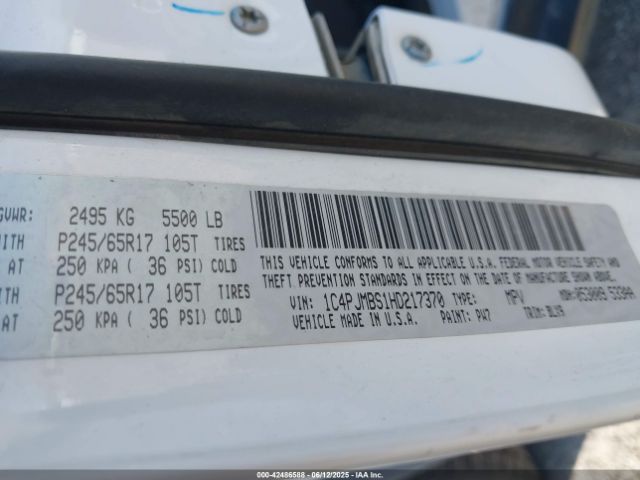 GVWR: 2495 KG 5500 LB
WITH P245/65R17 105T TIRES
AT 250 KPA ( 36 PSI) COLD
WITH P245/65R17 105T TIRES
AT 250 KPA ( 36 PSI) COLD
THIS VEHICLE CONFORMS TO ALL APPLICABLE U.S.A. FEDERAL MOTOR VEHICLE SAFETY AND
THEFT PREVENTION STANDARDS IN EFFECT ON THE DATE OF MANUFACTURE SHOWN ABOVE.
VIN: 1C4PJMBS1HD217370 TYPE: MPV MDH:
VEHICLE MADE IN U.S.A. PAINT: PW7 TRIM:
000-42486588 - 06/12/2025 - IAAI.COM